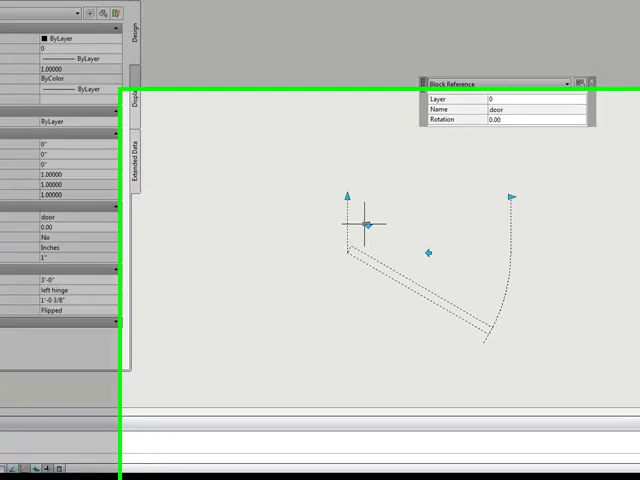 ByLayer
0
ByLayer
1.00000
ByColor
ByLayer
ByLayer
0"
0"
0"
1.00000
1.00000
1.00000
door
0.00
No
Inches
1"
3'-0"
left hinge
1'-0 3/8"
Flipped
Design
Display
Extended Data
Block Reference
Layer 0
Name door
Rotation 0.00